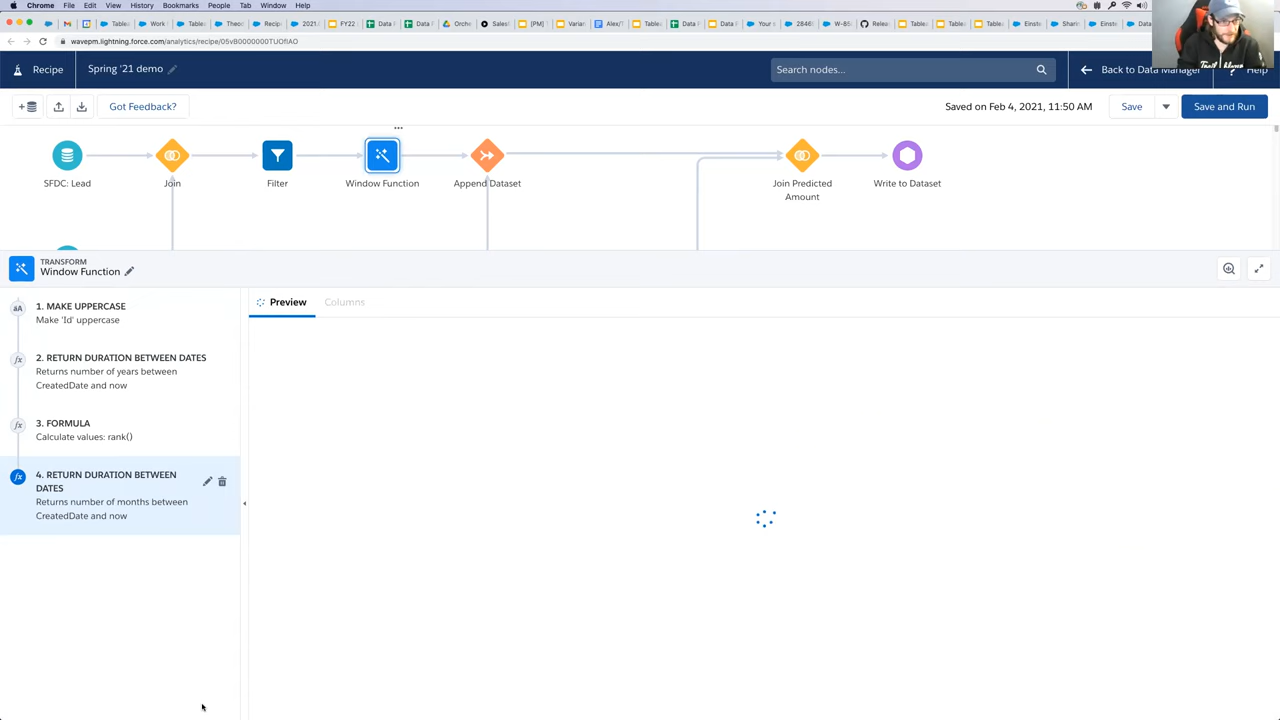 Chrome File Edit View History Bookmarks People Tab Window Help
wavepm.lightning.force.com/analytics/recipe/05vB0000000TUOfIAO
Recipe Spring '21 demo Search nodes... Back to Data Manager Help
Got Feedback? Saved on Feb 4, 2021, 11:50 AM Save Save and Run
SFDC: Lead Join Filter Window Function Append Dataset Join Predicted Amount Write to Dataset
TRANSFORM
Window Function
1. MAKE UPPERCASE
Make 'Id' uppercase
2. RETURN DURATION BETWEEN DATES
Returns number of years between
CreatedDate and now
3. FORMULA
Calculate values: rank()
4. RETURN DURATION BETWEEN
DATES
Returns number of months between
CreatedDate and now
Preview Columns